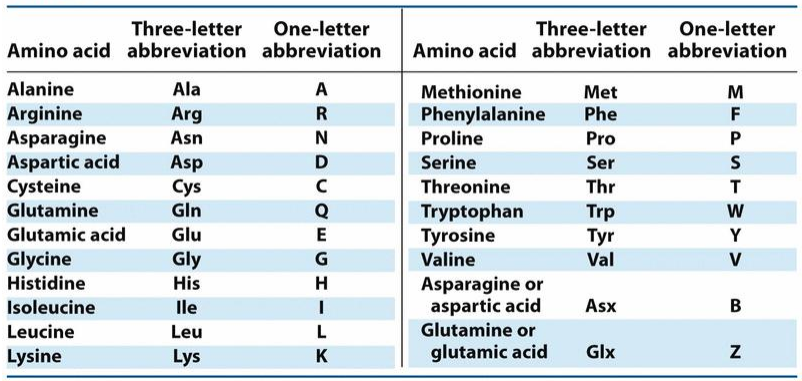 Amino acid Three-letter abbreviation One-letter abbreviation
Alanine Ala A
Arginine Arg R
Asparagine Asn N
Aspartic acid Asp D
Cysteine Cys C
Glutamine Gln Q
Glutamic acid Glu E
Glycine Gly G
Histidine His H
Isoleucine Ile I
Leucine Leu L
Lysine Lys K
Amino acid Three-letter abbreviation One-letter abbreviation
Methionine Met M
Phenylalanine Phe F
Proline Pro P
Serine Ser S
Threonine Thr T
Tryptophan Trp W
Tyrosine Tyr Y
Valine Val V
Asparagine or
aspartic acid Asx B
Glutamine or
glutamic acid Glx Z